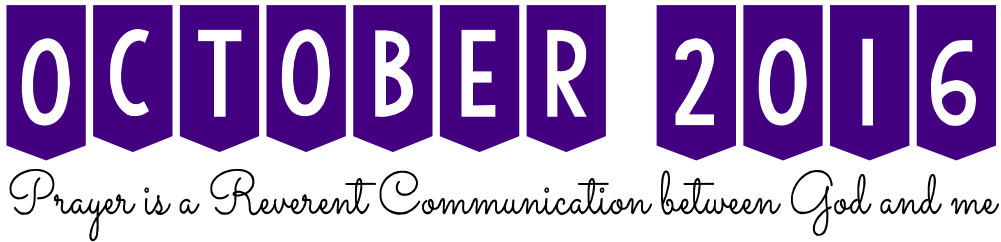 OCTOBER 2016
Prayer is a Reverent Communication between God and me